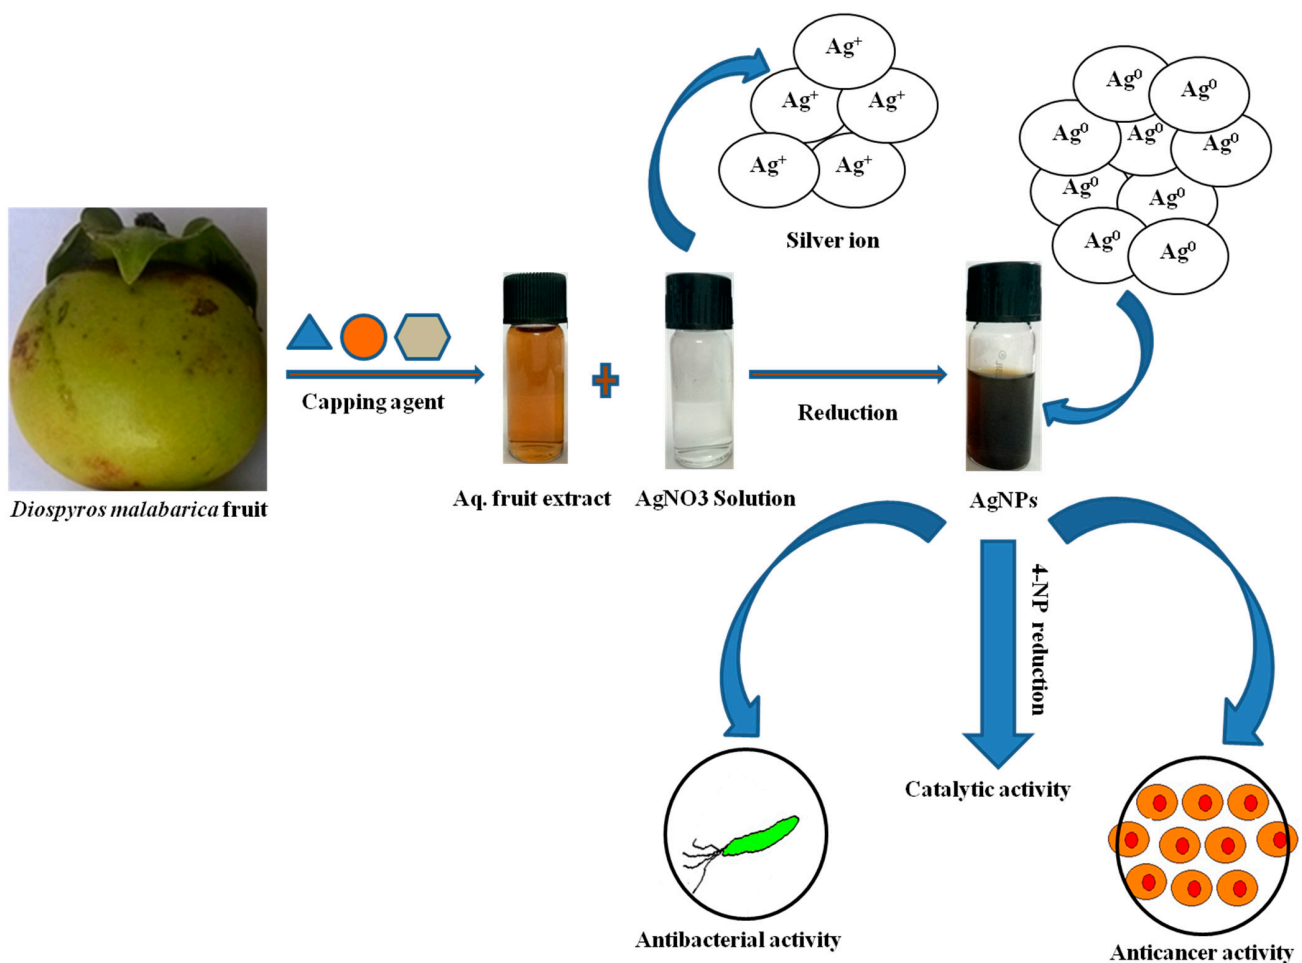 Ag⁺
Ag⁺
Ag⁺
Ag⁺
Ag⁺
Silver ion
Ag⁰
Ag⁰
Ag⁰
Ag⁰
Ag⁰
Ag⁰
Ag⁰
Ag⁰
Ag⁰
Capping agent
Reduction
Diospyros malabarica fruit
Aq. fruit extract
AgNO3 Solution
AgNPs
4-NP reduction
Catalytic activity
Antibacterial activity
Anticancer activity